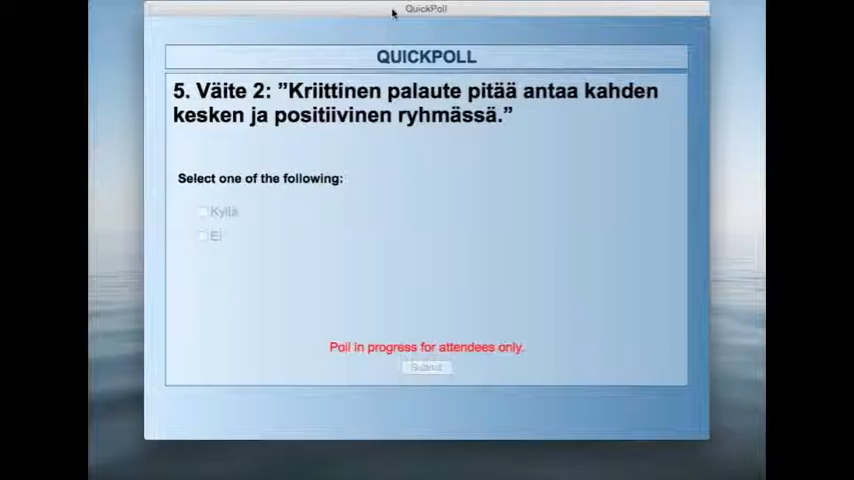 QuickPoll
QUICKPOLL
5. Väite 2: ”Kriittinen palaute pitää antaa kahden
kesken ja positiivinen ryhmässä.”
Select one of the following:
Kyllä
Ei
Poll in progress for attendees only.
Submit